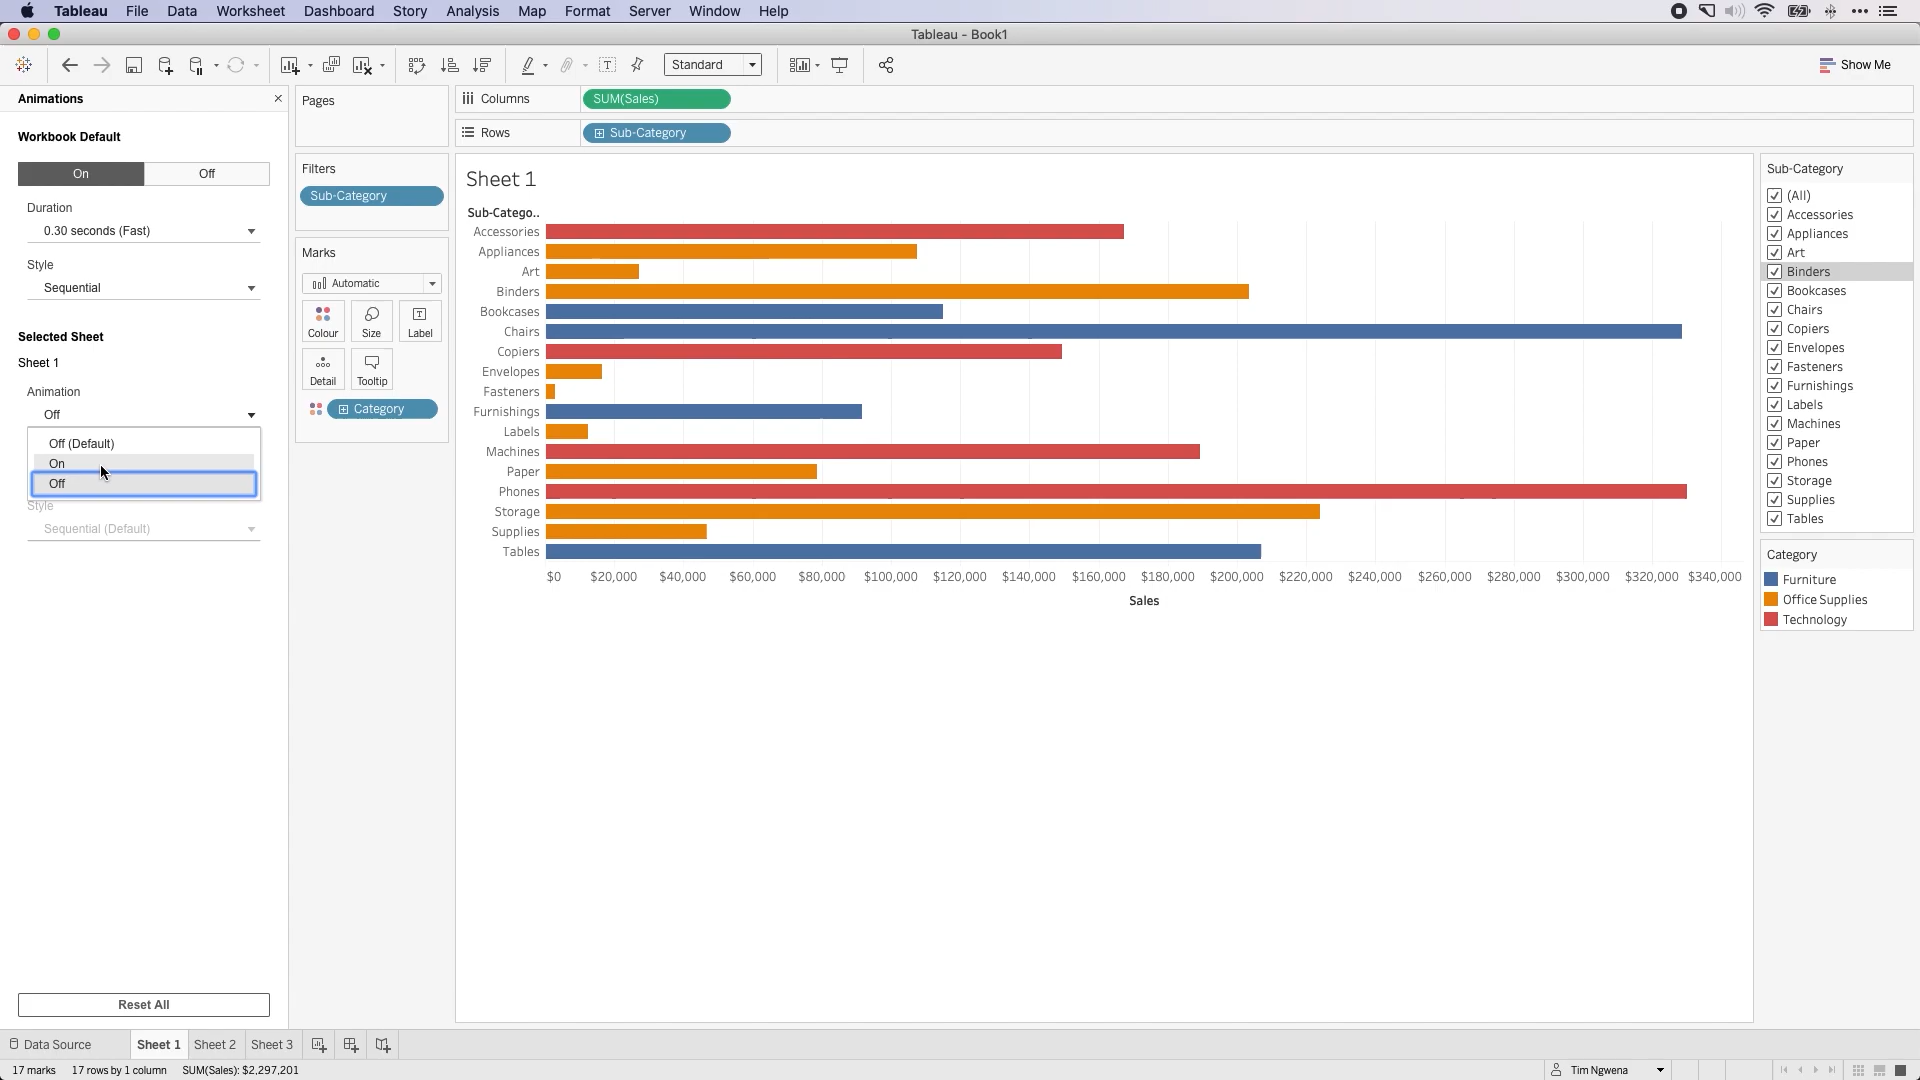 Tableau File Data Worksheet Dashboard Story Analysis Map Format Server Window Help
Tableau - Book1
Standard
Show Me
Animations
Workbook Default
On Off
Duration
0.30 seconds (Fast)
Style
Sequential
Selected Sheet
Sheet 1
Animation
Off
Off (Default)
On
Off
Style
Sequential (Default)
Reset All
Pages
Filters
Sub-Category
Marks
Automatic
Colour Size Label
Detail Tooltip
Category
Columns SUM(Sales)
Rows Sub-Category
Sheet 1
Sub-Catego..
Accessories
Appliances
Art
Binders
Bookcases
Chairs
Copiers
Envelopes
Fasteners
Furnishings
Labels
Machines
Paper
Phones
Storage
Supplies
Tables
$0 $20,000 $40,000 $60,000 $80,000 $100,000 $120,000 $140,000 $160,000 $180,000 $200,000 $220,000 $240,000 $260,000 $280,000 $300,000 $320,000 $340,000
Sales
Sub-Category
(All)
Accessories
Appliances
Art
Binders
Bookcases
Chairs
Copiers
Envelopes
Fasteners
Furnishings
Labels
Machines
Paper
Phones
Storage
Supplies
Tables
Category
Furniture
Office Supplies
Technology
Data Source Sheet 1 Sheet 2 Sheet 3
17 marks 17 rows by 1 column SUM(Sales): $2,297,201 Tim Ngwena